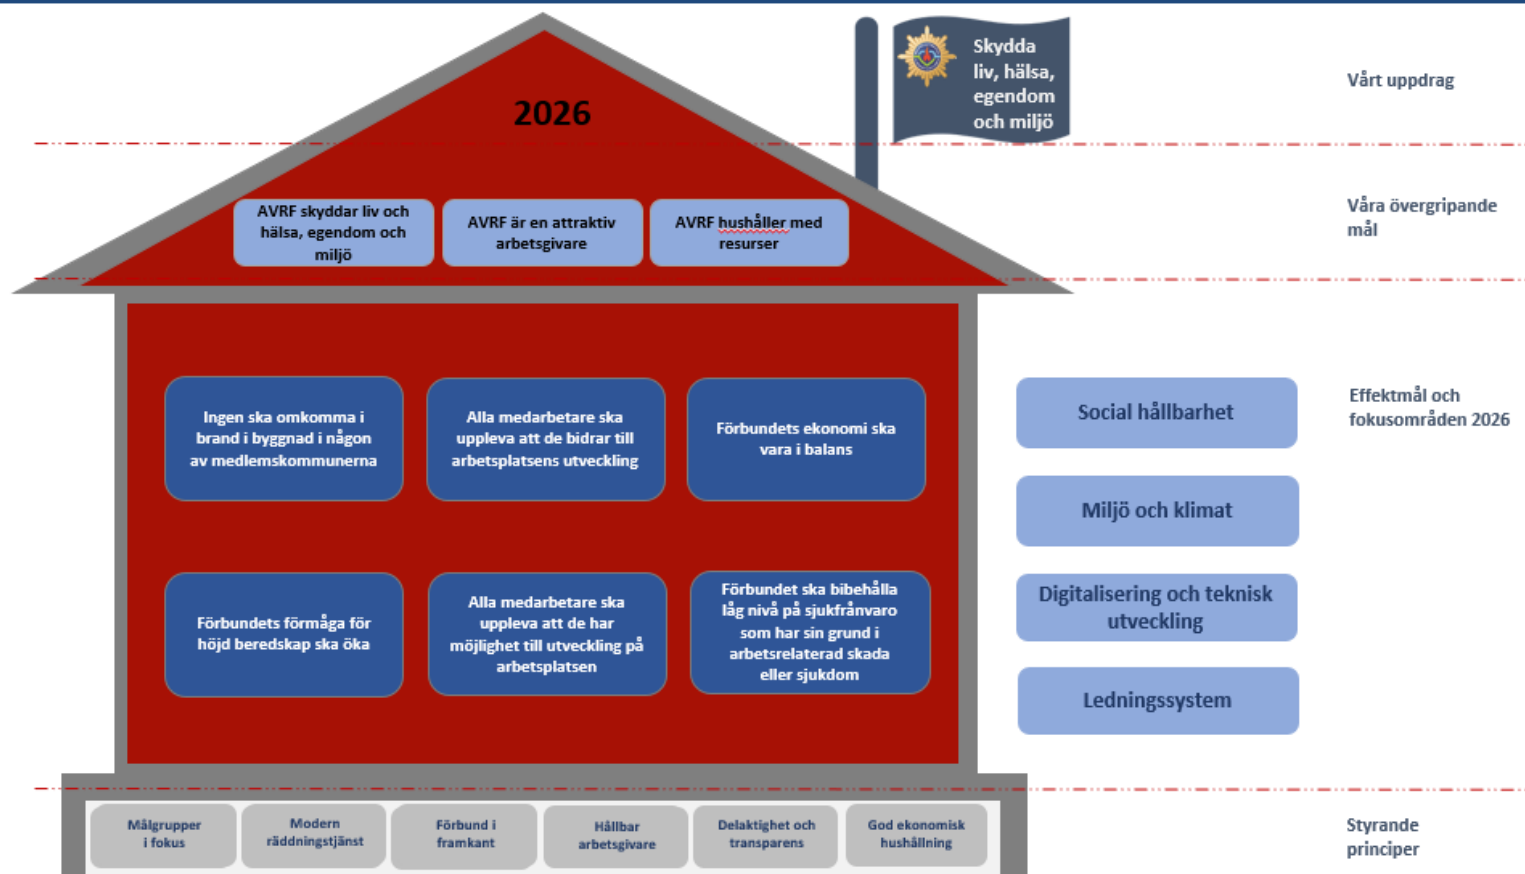 2026
Skydda
liv, hälsa,
egendom
och miljö
Vårt uppdrag
AVRF skyddar liv och
hälsa, egendom och
miljö
AVRF är en attraktiv
arbetsgivare
AVRF hushåller med
resurser
Våra övergripande
mål
Ingen ska omkomma i
brand i byggnad i någon
av medlemskommunerna
Alla medarbetare ska
uppleva att de bidrar till
arbetsplatsens utveckling
Förbundets ekonomi ska
vara i balans
Förbundets förmåga för
höjd beredskap ska öka
Alla medarbetare ska
uppleva att de har
möjlighet till utveckling på
arbetsplatsen
Förbundet ska bibehålla
låg nivå på sjukfrånvaro
som har sin grund i
arbetsrelaterad skada
eller sjukdom
Social hållbarhet
Miljö och klimat
Digitalisering och teknisk
utveckling
Ledningssystem
Effektmål och
fokusområden 2026
Målgrupper
i fokus
Modern
räddningstjänst
Förbund i
framkant
Hållbar
arbetsgivare
Delaktighet och
transparens
God ekonomisk
hushållning
Styrande
principer